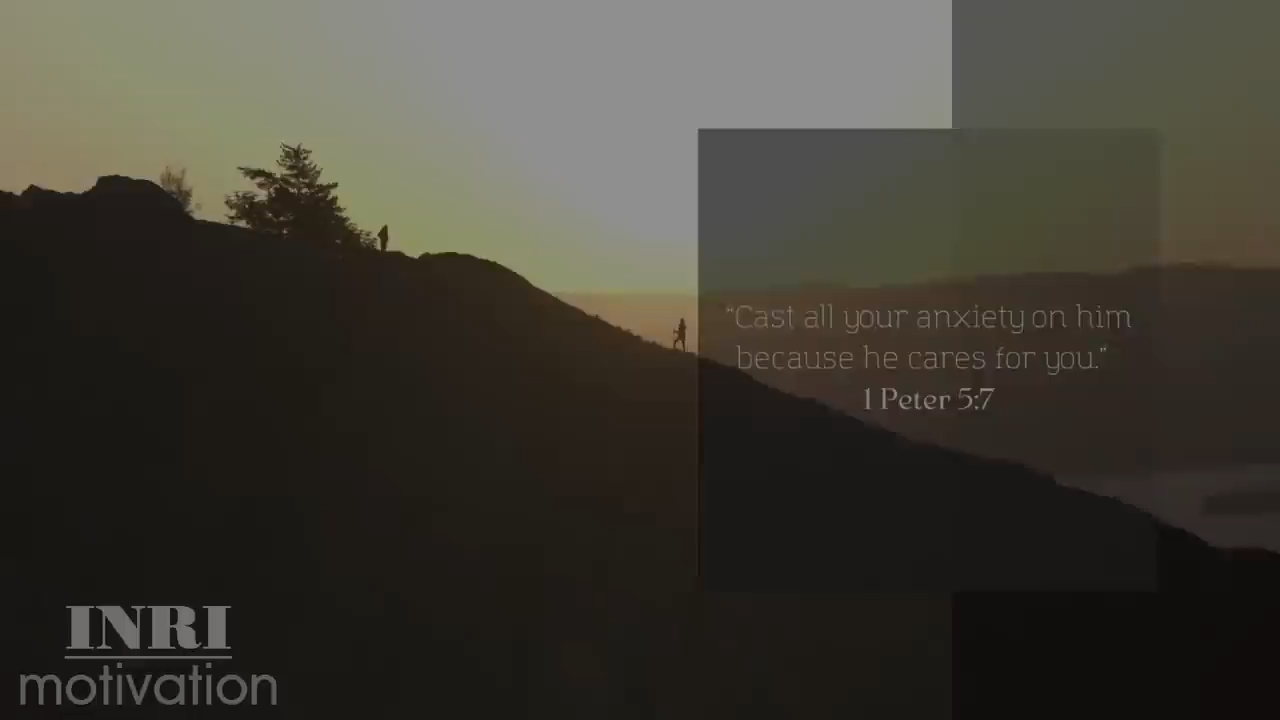 "Cast all your anxiety on him
because he cares for you."
1 Peter 5:7
INRI
motivation